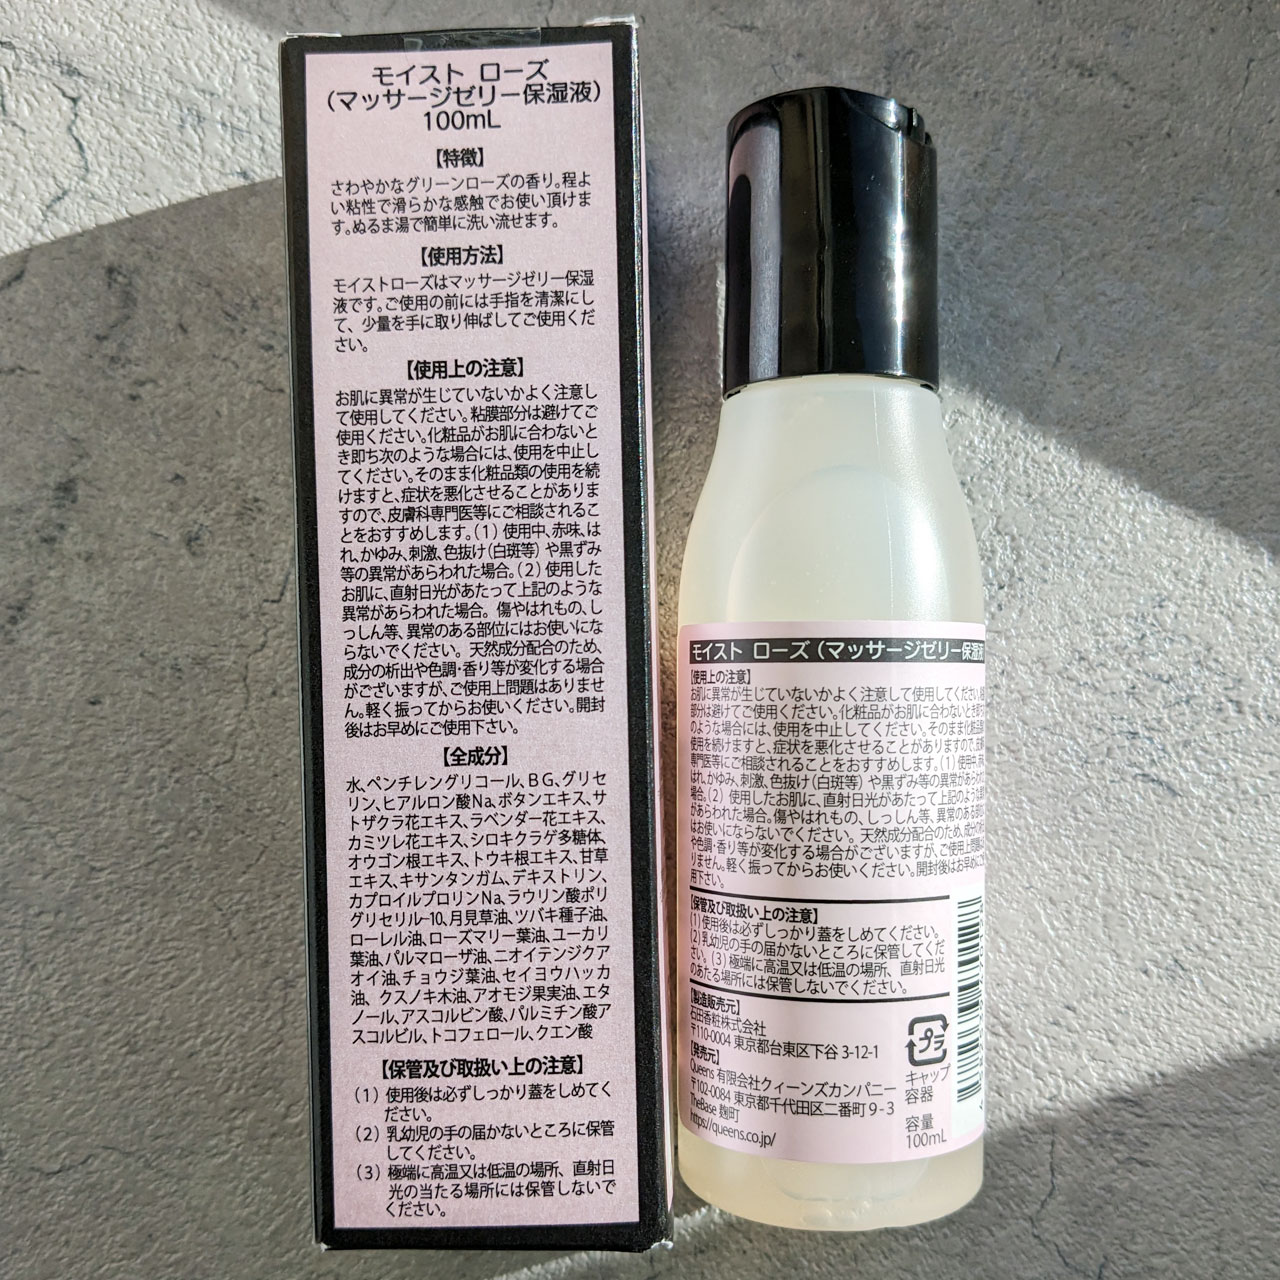 モイスト ローズ
（マッサージゼリー保湿液）
100mL
【特徴】
さわやかなグリーンローズの香り。程よ
い粘性で滑らかな感触でお使い頂けま
す。ぬるま湯で簡単に洗い流せます。
【使用方法】
モイストローズはマッサージゼリー保湿
液です。ご使用の前には手指を清潔にし
て、少量を手に取り伸ばしてご使用くだ
さい。
【使用上の注意】
お肌に異常が生じていないかよく注意し
て使用してください。粘膜部分は避けてご
使用ください。化粧品がお肌に合わないと
き即ち次のような場合には、使用を中止し
てください。そのまま化粧品類の使用を続
けますと、症状を悪化させることがありま
すので、皮膚科専門医等にご相談されるこ
とをおすすめします。（1）使用中、赤味、は
れ、かゆみ、刺激、色抜け（白斑等）や黒ずみ
等の異常があらわれた場合。（2）使用した
お肌に、直射日光があたって上記のような
異常があらわれた場合。傷やはれもの、し
っしん等、異常のある部位にはお使いにな
らないでください。天然成分配合のため、
成分の析出や色調・香り等が変化する場合
がございますが、ご使用上問題はありませ
ん。軽く振ってからお使いください。開封
後はお早めにご使用下さい。
【全成分】
水、ペンチレングリコール、BG、グリセ
リン、ヒアルロン酸Na、ボタンエキス、サ
トザクラ花エキス、ラベンダー花エキス、
カミツレ花エキス、シロキクラゲ多糖体、
オウゴン根エキス、トウキ根エキス、甘草
エキス、キサンタンガム、デキストリン、
カプロイルプロリンNa、ラウリン酸ポリ
グリセリル-10、月見草油、ツバキ種子油、
ローレル油、ローズマリー葉油、ユーカリ
葉油、パルマローザ油、ニオイテンジクア
オイ油、チョウジ葉油、セイヨウハッカ
油、クスノキ木油、アオモジ果実油、エタ
ノール、アスコルビン酸、パルミチン酸ア
スコルビル、トコフェロール、クエン酸
【保管及び取扱い上の注意】
（1）使用後は必ずしっかり蓋をしめてく
ださい。
（2）乳幼児の手の届かないところに保管
してください。
（3）極端に高温又は低温の場所、直射日
光の当たる場所には保管しないで
ください。
モイスト ローズ（マッサージゼリー保湿液
【使用上の注意】
お肌に異常が生じていないかよく注意して使用してください。
部分は避けてご使用ください。化粧品がお肌に合わないとき即ち
のような場合には、使用を中止してください。そのまま化粧品
使用を続けますと、症状を悪化させることがありますので、皮膚
専門医等にご相談されることをおすすめします。（1）使用中、赤
はれ、かゆみ、刺激、色抜け（白斑等）や黒ずみ等の異常があらわ
場合。（2）使用したお肌に、直射日光があたって上記のような
があらわれた場合。傷やはれもの、しっしん等、異常のある部位
はお使いにならないでください。天然成分配合のため、成分の
や色調・香り等が変化する場合がございますが、ご使用上問題
りません。軽く振ってからお使いください。開封後はお早めにご
用下さい。
【保管及び取扱い上の注意】
（1）使用後は必ずしっかり蓋をしめてください。
（2）乳幼児の手の届かないところに保管してくだ
さい。（3）極端に高温又は低温の場所、直射日光
のあたる場所には保管しないでください。
【製造販売元】
石田香粧株式会社
〒110-0004 東京都台東区下谷 3-12-1
【発売元】
Queens 有限会社クィーンズカンパニー
〒102-0084 東京都千代田区二番町 9-3
TheBase 麹町
https://queens.co.jp/
プラ
キャップ
容器
容量
100mL